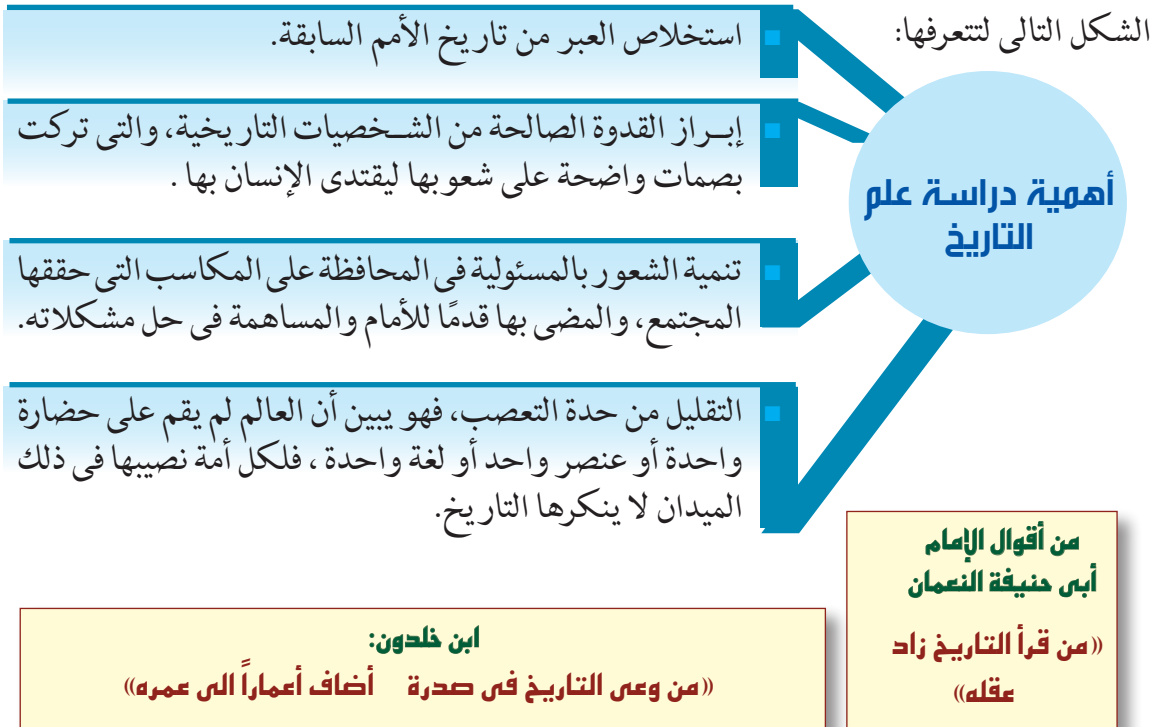 الشكل التالى لتتعرفها:
أهمية دراسة علم
التاريخ
استخلاص العبر من تاريخ الأمم السابقة.
إبراز القدوة الصالحة من الشخصيات التاريخية، والتى تركت
بصمات واضحة على شعوبها ليقتدى الإنسان بها .
تنمية الشعور بالمسئولية فى المحافظة على المكاسب التى حققها
المجتمع، والمضى بها قدمًا للأمام والمساهمة فى حل مشكلاته.
التقليل من حدة التعصب، فهو يبين أن العالم لم يقم على حضارة
واحدة أو عنصر واحد أو لغة واحدة ، فلكل أمة نصيبها فى ذلك
الميدان لا ينكرها التاريخ.
من أقوال الإمام
أبى حنيفة النعمان
«من قرأ التاريخ زاد
عقله»
ابن خلدون:
«من وعى التاريخ فى صدرة أضاف أعماراً الى عمره»